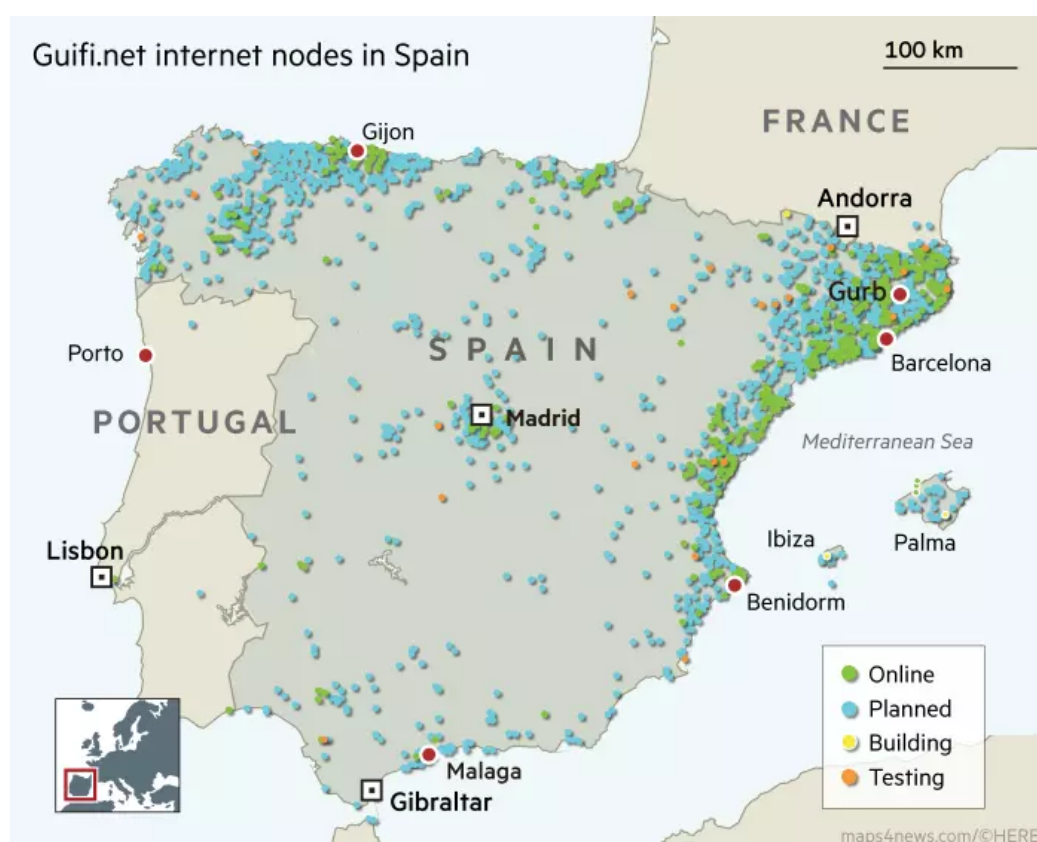 Guifi.net internet nodes in Spain
100 km
FRANCE
Gijon
Andorra
Gurb
SPAIN
Porto
Barcelona
PORTUGAL
Madrid
Mediterranean Sea
Lisbon
Ibiza
Palma
Benidorm
Online
Planned
Building
Testing
Malaga
Gibraltar
maps4news.com/©HERE